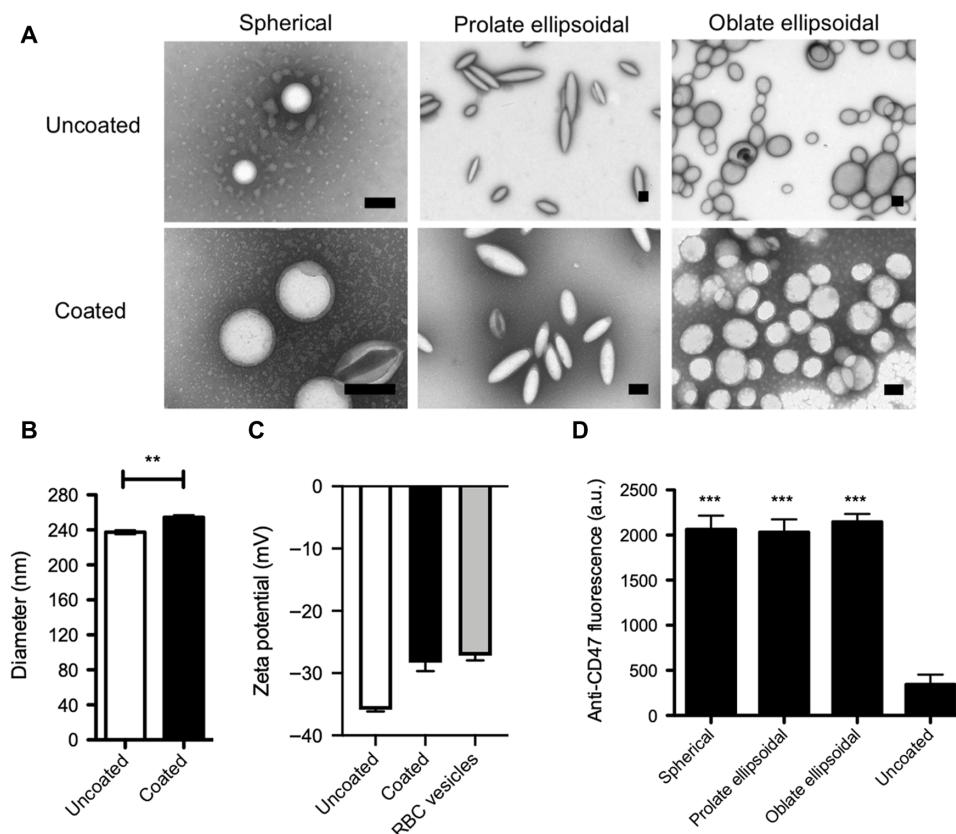 A
Spherical
Prolate ellipsoidal
Oblate ellipsoidal
Uncoated
Coated
B
**
Diameter (nm)
280
240
200
160
120
80
40
0
Uncoated
Coated
C
Zeta potential (mV)
0
−10
−20
−30
−40
Uncoated
Coated
RBC vesicles
D
Anti-CD47 fluorescence (a.u.)
2500
2000
1500
1000
500
0
***
***
***
Spherical
Prolate ellipsoidal
Oblate ellipsoidal
Uncoated